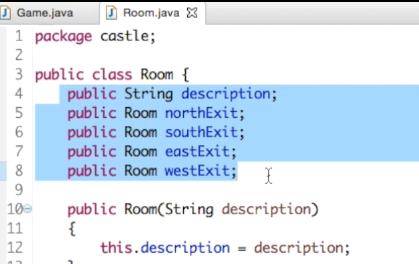 Game.java Room.java
1 package castle;
2
3 public class Room {
4 public String description;
5 public Room northExit;
6 public Room southExit;
7 public Room eastExit;
8 public Room westExit;
9
10 public Room(String description)
11 {
12 this.description = description;